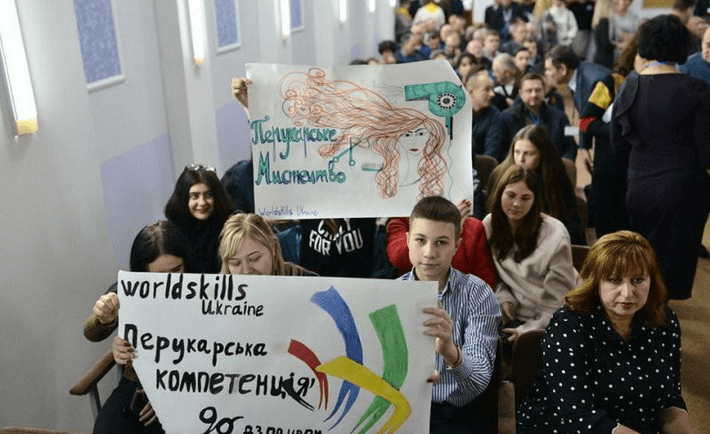 Перукарське
Мистецтво
Worldskills Ukraine
FOR YOU
worldskills
Ukraine
Перукарська
компетенція